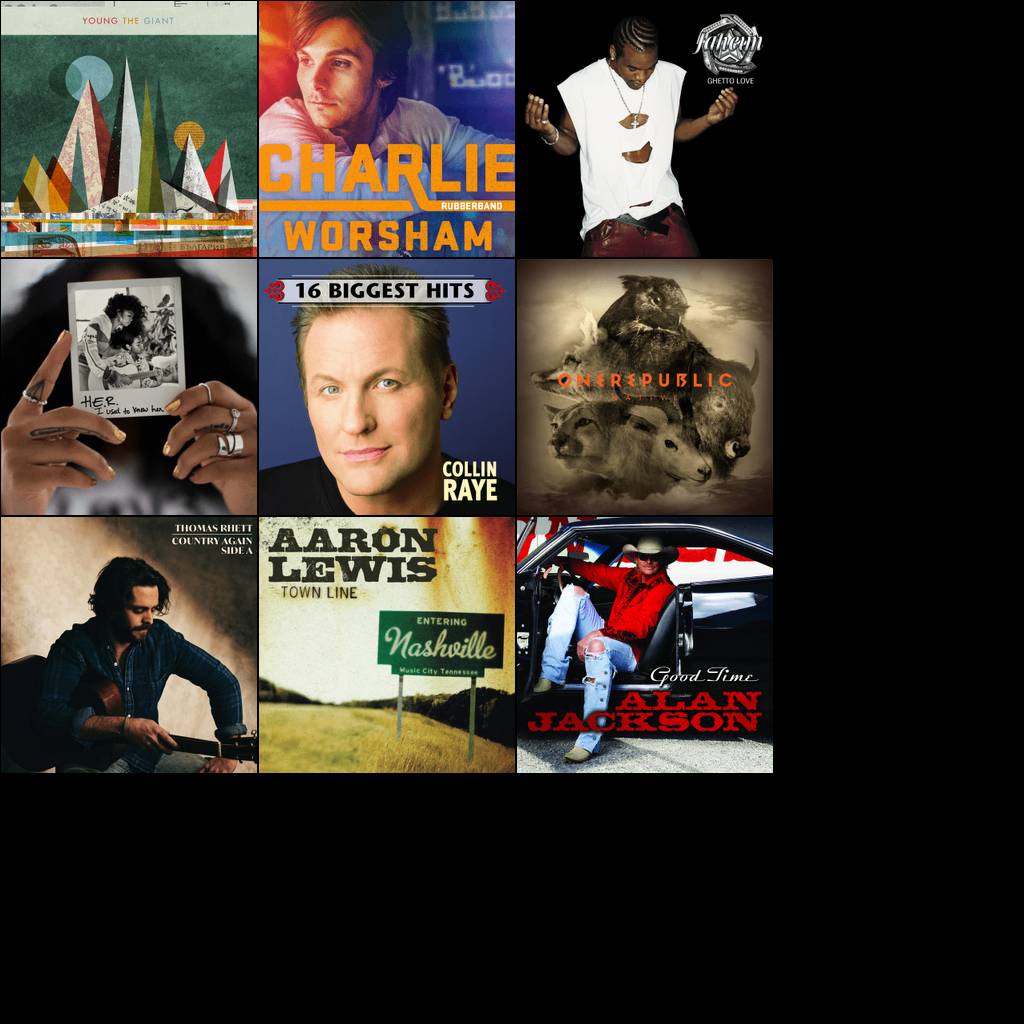 YOUNG THE GIANT
CHARLIE
RUBBERBAND
WORSHAM
Jaheim
GHETTO LOVE
H.E.R.
I used to know her
16 BIGGEST HITS
COLLIN
RAYE
ONEREPUBLIC
NATIVE
THOMAS RHETT
COUNTRY AGAIN
SIDE A
AARON
LEWIS
TOWN LINE
ENTERING
Nashville
Music City Tennessee
Good Time
ALAN
JACKSON